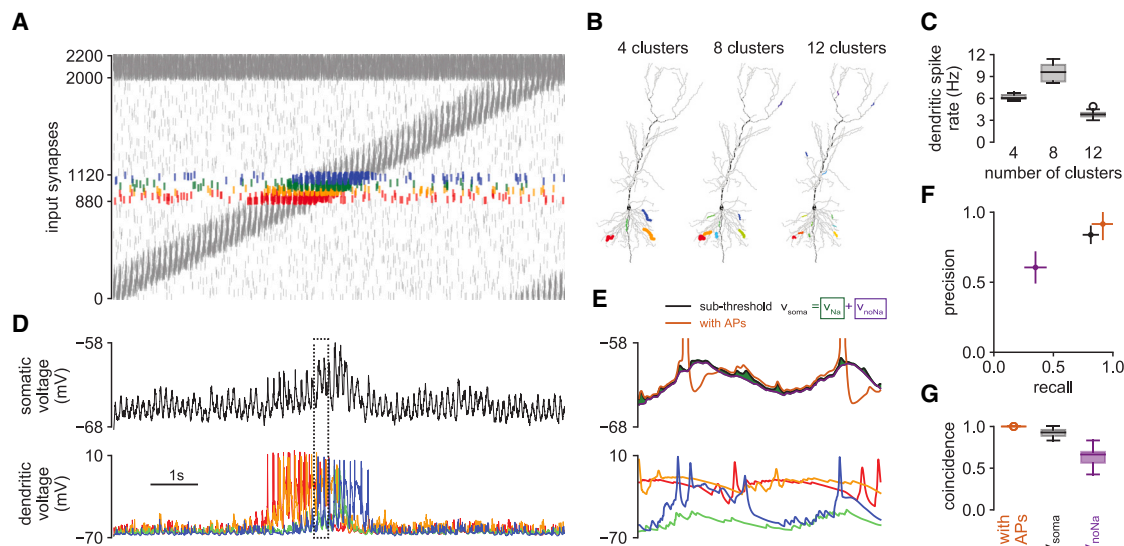 A
2200
2000
1120
880
0
input synapses
B
4 clusters
8 clusters
12 clusters
C
12
9
6
3
0
dendritic spike
rate (Hz)
4
8
12
number of clusters
D
−58
−68
somatic
voltage
(mV)
10
−70
dendritic
voltage
(mV)
1s
E
sub-threshold v_soma = v_Na + v_noNa
with APs
−58
−68
10
−70
F
1.0
0.5
0.0
precision
0.0
0.5
1.0
recall
G
1.0
0.5
0.0
coincidence
with
APs
v_soma
v_noNa